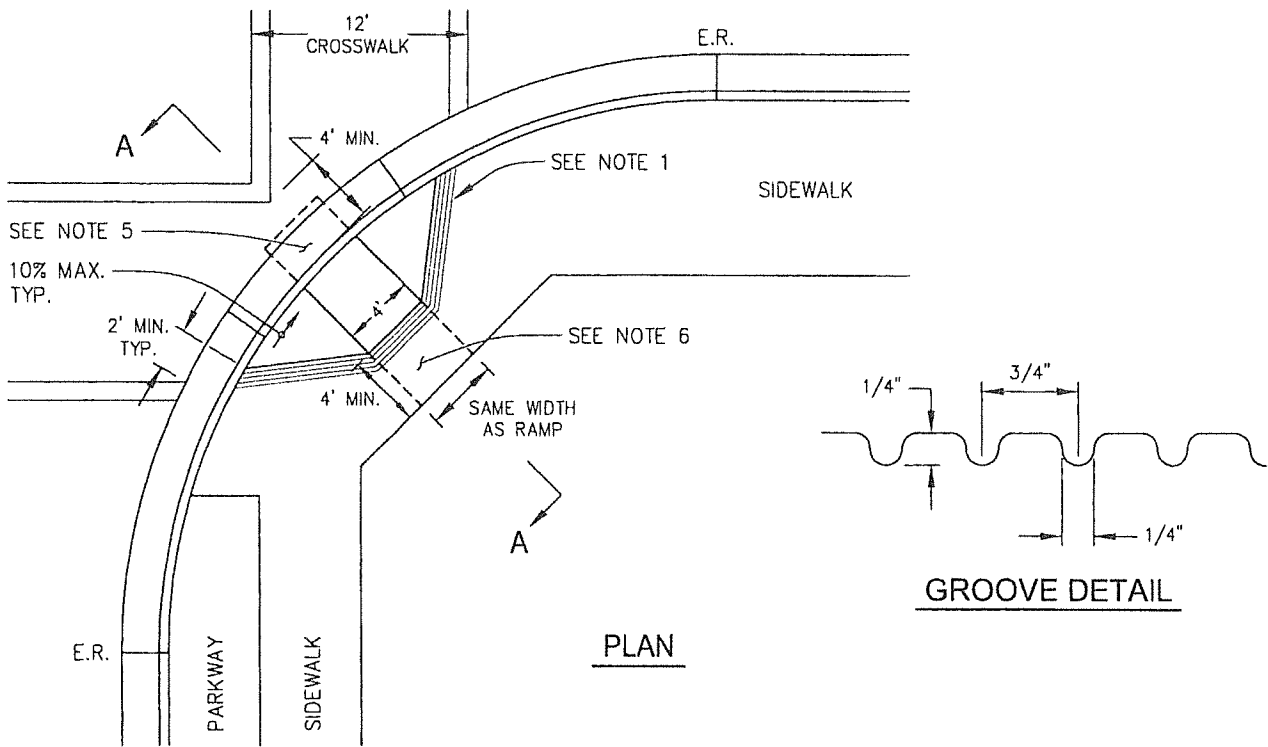 12'
CROSSWALK
E.R.
A
4' MIN.
SEE NOTE 1
SIDEWALK
SEE NOTE 5
10% MAX.
TYP.
4'
2' MIN.
TYP.
SEE NOTE 6
4' MIN.
SAME WIDTH
AS RAMP
A
1/4"
3/4"
1/4"
GROOVE DETAIL
E.R.
PARKWAY
SIDEWALK
PLAN